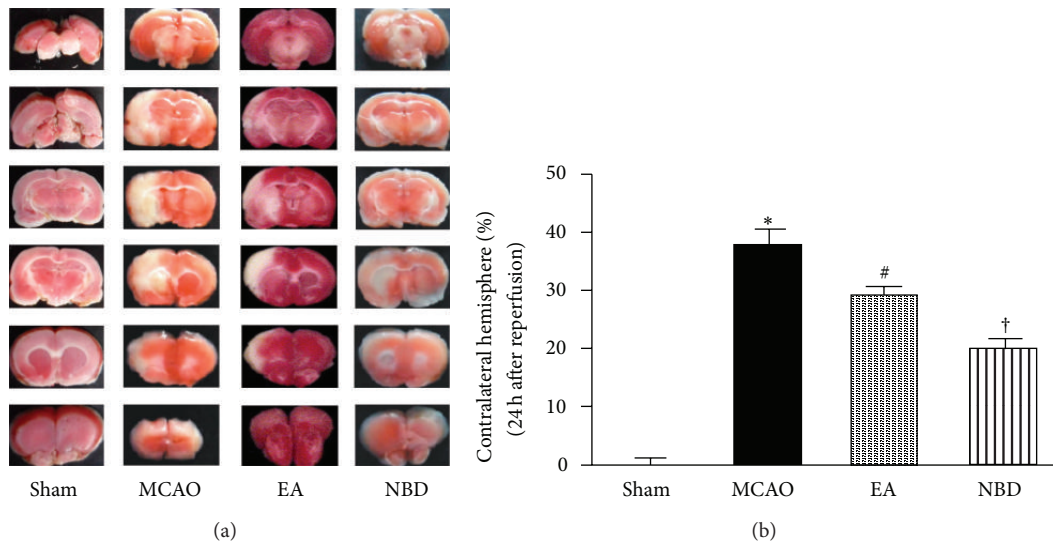 Sham MCAO EA NBD
(a)
Contralateral hemisphere (%)
(24 h after reperfusion)
50
40
30
20
10
0
*
#
†
Sham MCAO EA NBD
(b)